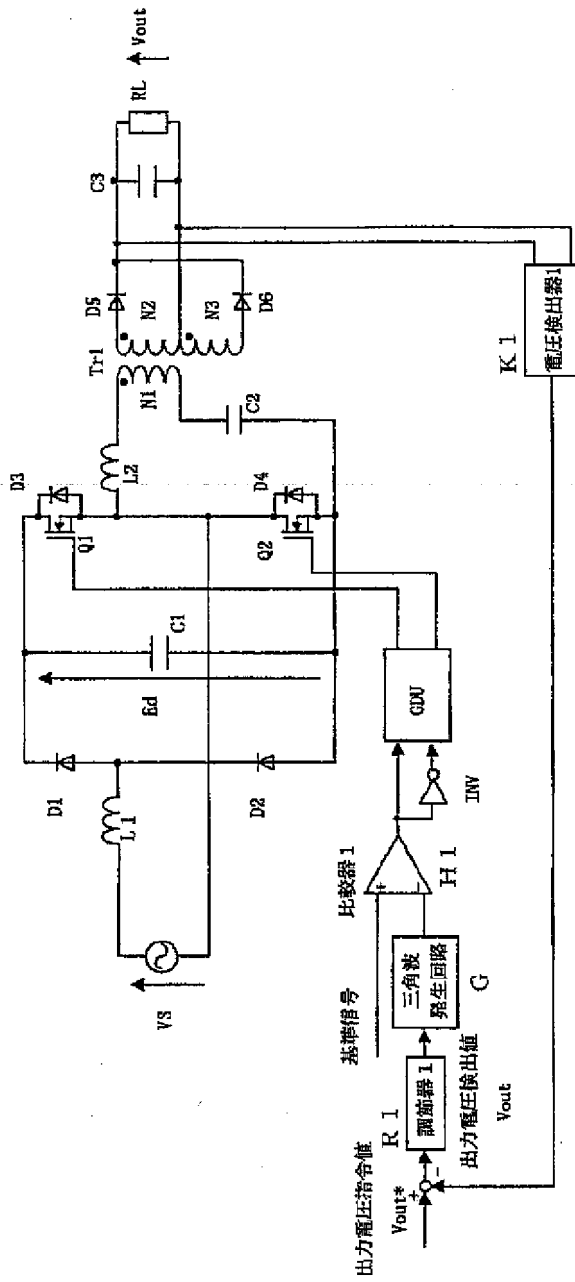 VS
L1
D1
D2
Ed
C1
Q1
D3
Q2
D4
L2
Tr1
N1
C2
D5
N2
N3
D6
C3
RL
Vout
出力電圧指令値
Vout*
+
-
R1
調節器1
出力電圧検出値
Vout
基準信号
三角波
発生回路
G
比較器1
+
-
H1
INV
GDU
K1
電圧検出器1